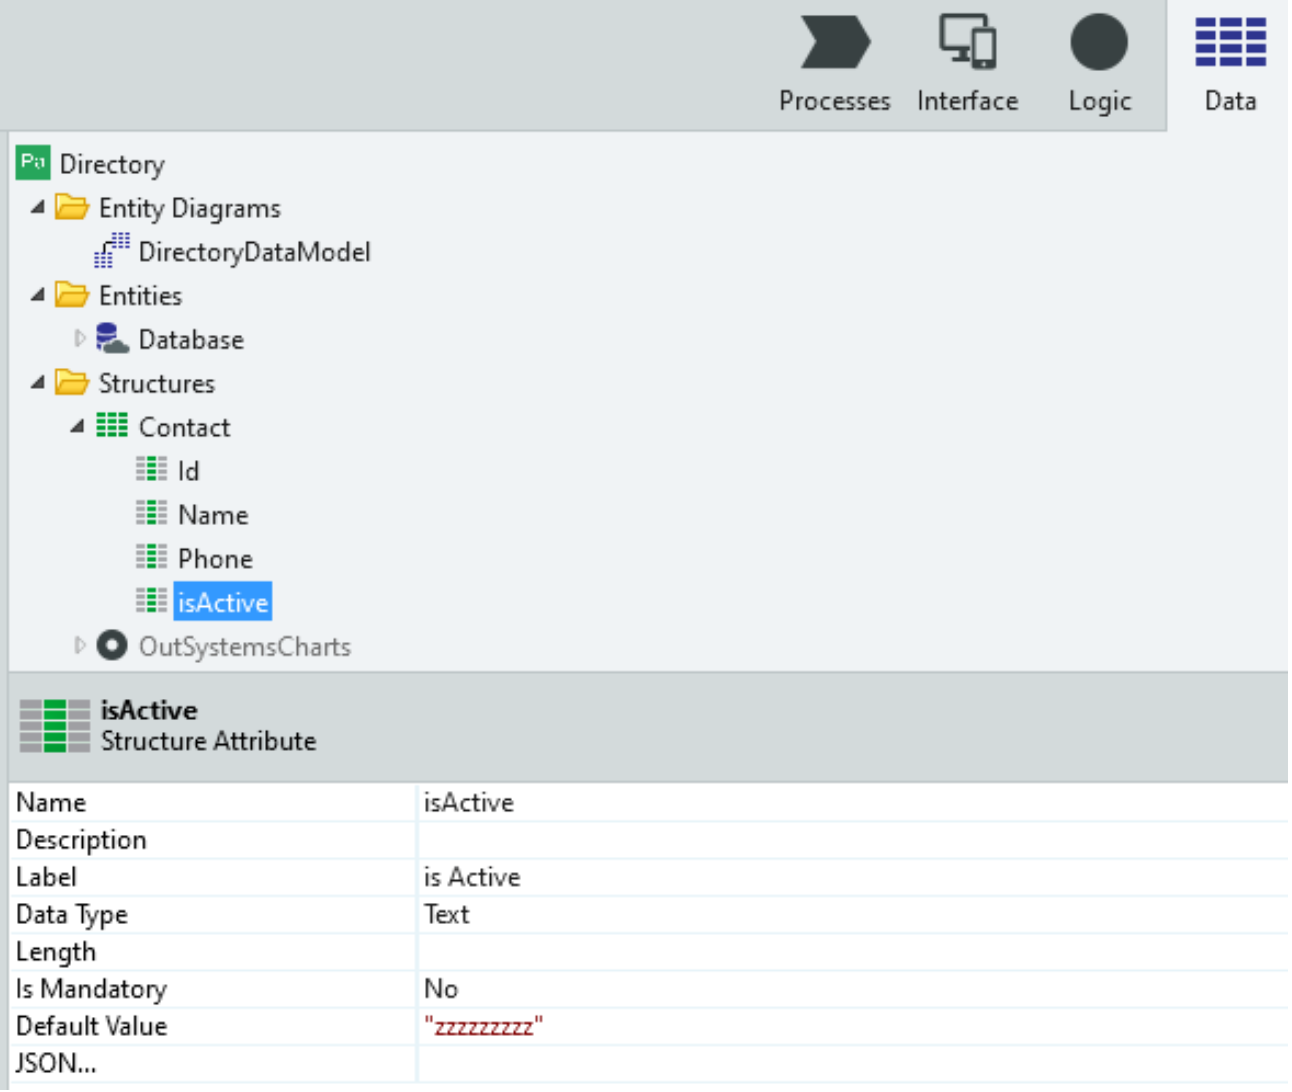 Processes Interface Logic Data
Pa Directory
Entity Diagrams
DirectoryDataModel
Entities
Database
Structures
Contact
Id
Name
Phone
isActive
OutSystemsCharts
isActive
Structure Attribute
Name isActive
Description
Label is Active
Data Type Text
Length
Is Mandatory No
Default Value "zzzzzzzzz"
JSON...